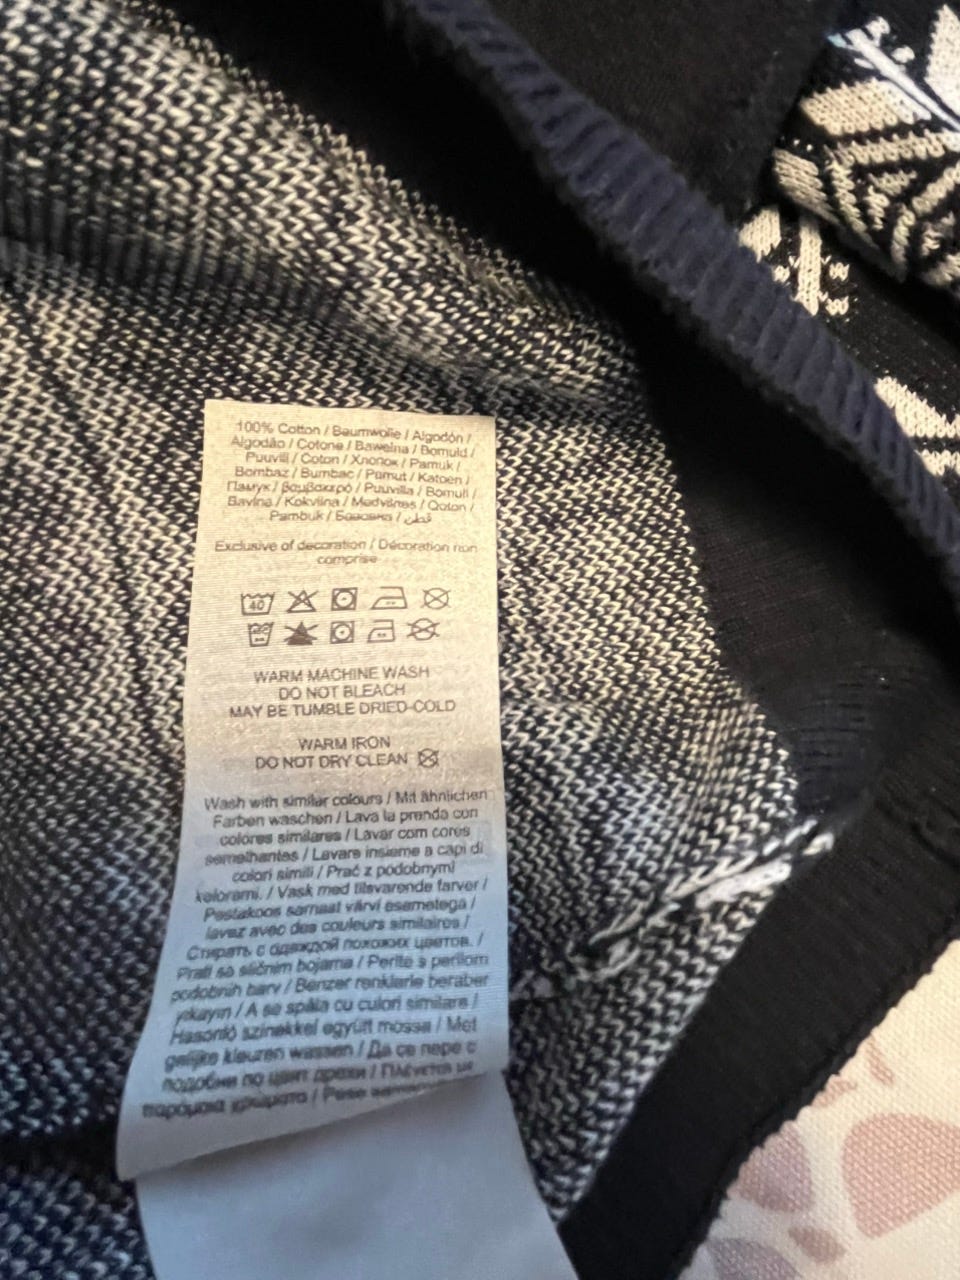 100% Cotton / Baumwolle / Algodón /
Algodão / Cotone / Bawełna / Bomuld /
Puuvill / Coton / Хлопок / Pamuk /
Bombaž / Bumbac / Pamut / Katoen /
Памук / βαμβακερό / Puuvilla / Bomull /
Bavlna / Kokvilna / Medvilnės / Qoton /
Pambuk / Бавовна / قطن
Exclusive of decoration / Décoration non
comprise
40
WARM MACHINE WASH
DO NOT BLEACH
MAY BE TUMBLE DRIED-COLD
WARM IRON
DO NOT DRY CLEAN
Wash with similar colours / Mit ähnlichen
Farben waschen / Lava la prenda con
colores similares / Lavar com cores
semelhantes / Lavare insieme a capi di
colori simili / Prać z podobnymi
kolorami. / Vask med tilsvarende farver /
Pestakoos samaat värvi esemetega /
lavez avec des couleurs similaires /
Стирать с одеждой похожих цветов. /
Prati sa sličnim bojama / Perite s perilom
podobnih barv / Benzer renklerle beraber
yıkayın / A se spăla cu culori similare /
Hasonló színekkel együtt mossa / Met
gelijke kleuren wassen / Да се пере с
подобни по цвят дрехи / Πλένεται με
παρόμοια χρώματα / Pese